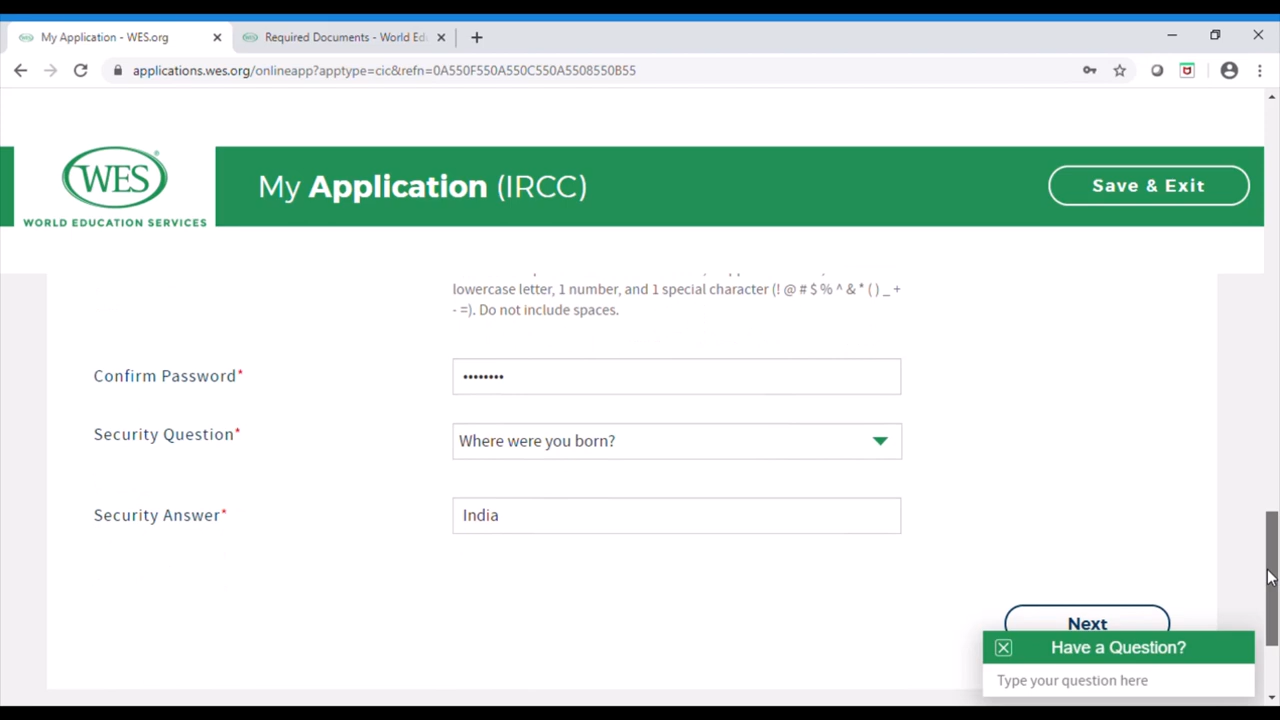 My Application - WES.org
Required Documents - World Edu
applications.wes.org/onlineapp?apptype=cic&refn=0A550F550A550C550A5508550B55
WES
WORLD EDUCATION SERVICES
My Application (IRCC)
Save & Exit
lowercase letter, 1 number, and 1 special character (! @ # $ % ^ & * ( ) _ +
- =). Do not include spaces.
Confirm Password*
••••••••
Security Question*
Where were you born?
Security Answer*
India
Next
Have a Question?
Type your question here